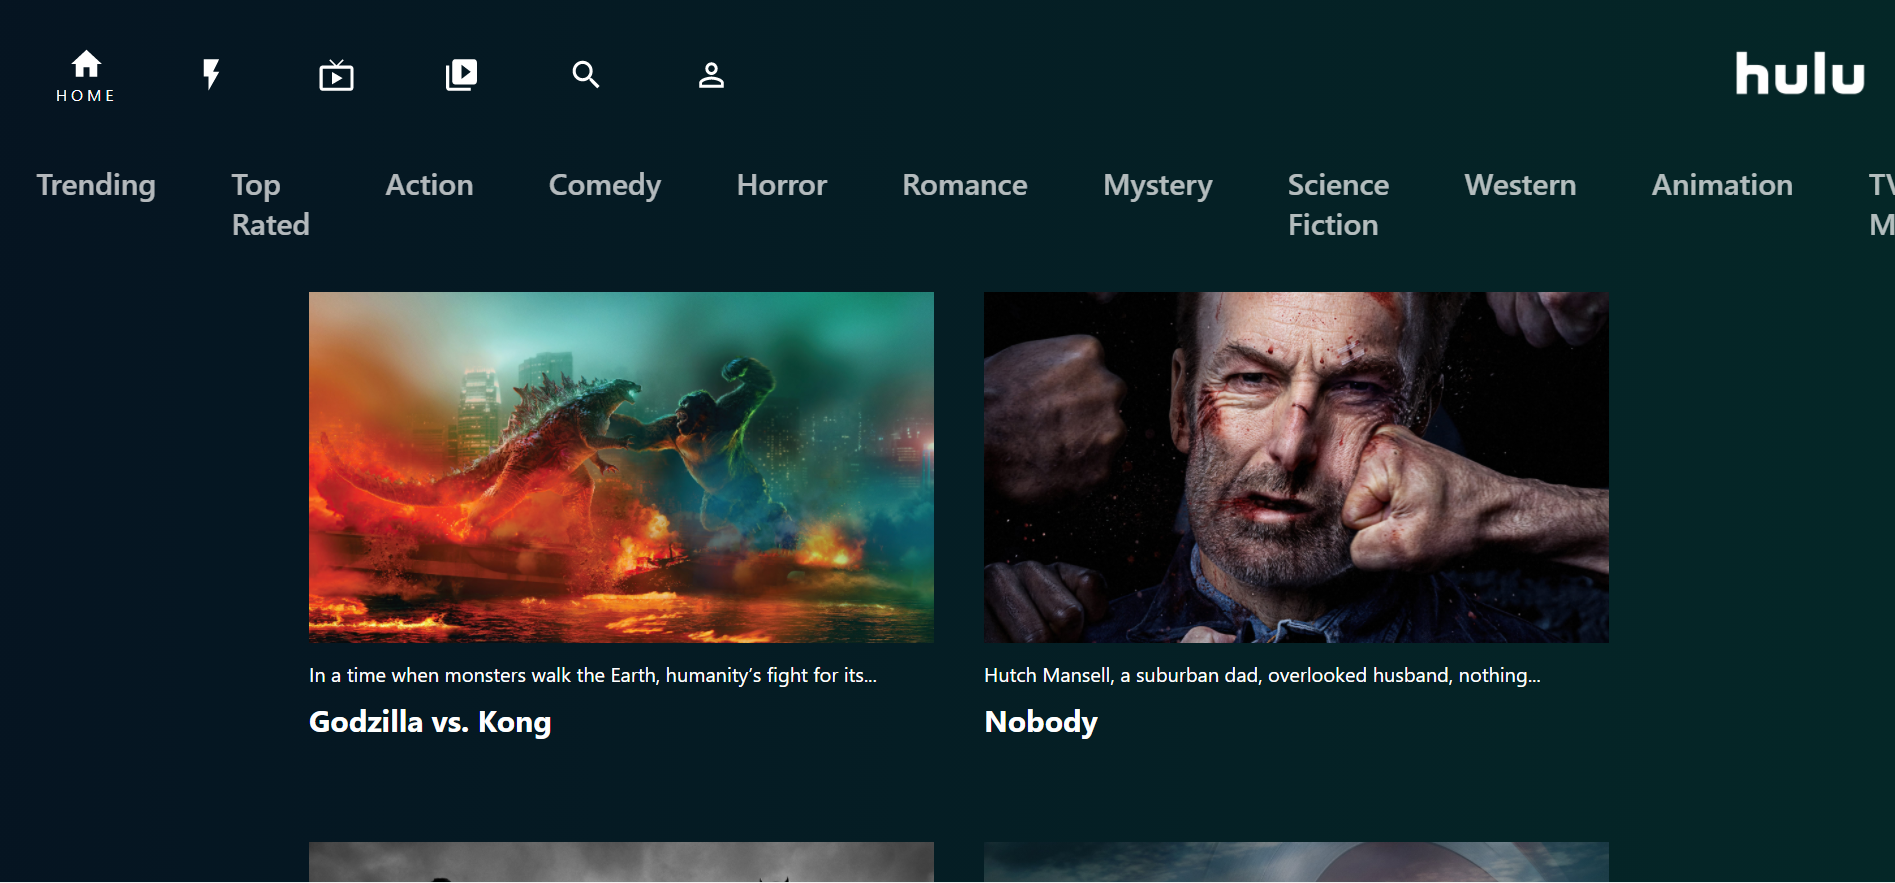 HOME
hulu
Trending Top Rated Action Comedy Horror Romance Mystery Science Fiction Western Animation TV
In a time when monsters walk the Earth, humanity’s fight for its...
Godzilla vs. Kong
Hutch Mansell, a suburban dad, overlooked husband, nothing...
Nobody